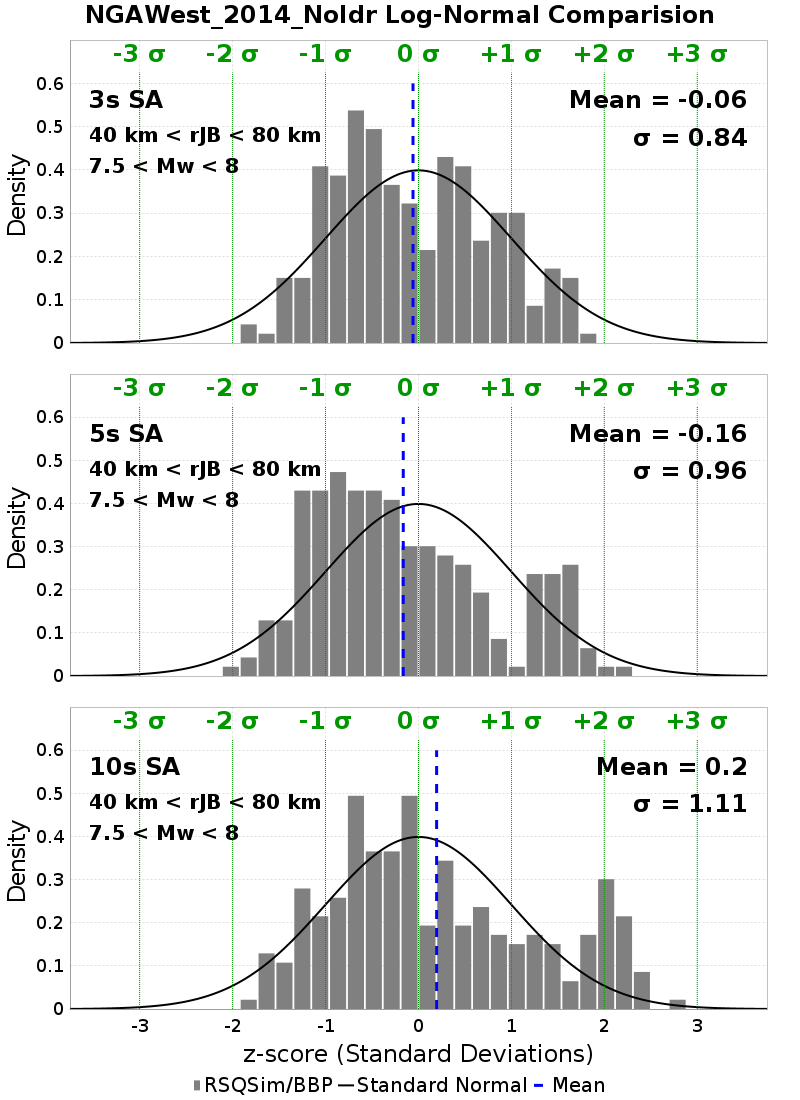 NGAWest_2014_NoIdr Log-Normal Comparision
-3 σ -2 σ -1 σ 0 σ +1 σ +2 σ +3 σ
3s SA
40 km < rJB < 80 km
7.5 < Mw < 8
Mean = -0.06
σ = 0.84
Density
0.6
0.5
0.4
0.3
0.2
0.1
0
-3 σ -2 σ -1 σ 0 σ +1 σ +2 σ +3 σ
5s SA
40 km < rJB < 80 km
7.5 < Mw < 8
Mean = -0.16
σ = 0.96
Density
0.6
0.5
0.4
0.3
0.2
0.1
0
-3 σ -2 σ -1 σ 0 σ +1 σ +2 σ +3 σ
10s SA
40 km < rJB < 80 km
7.5 < Mw < 8
Mean = 0.2
σ = 1.11
Density
0.6
0.5
0.4
0.3
0.2
0.1
0
-3 -2 -1 0 1 2 3
z-score (Standard Deviations)
RSQSim/BBP Standard Normal Mean